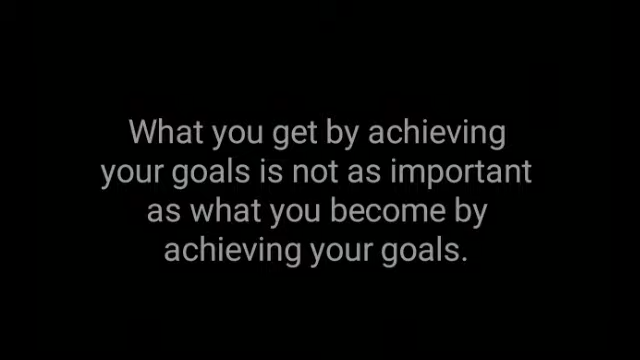 What you get by achieving
your goals is not as important
as what you become by
achieving your goals.